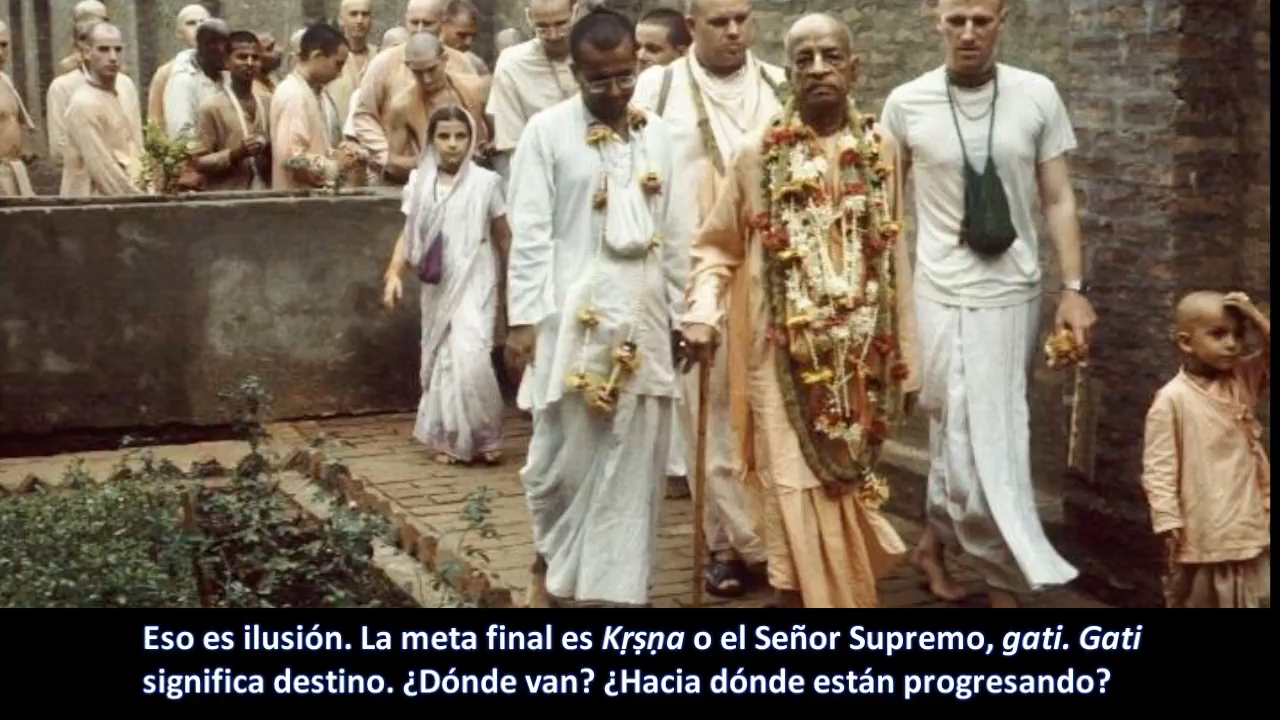 Eso es ilusión. La meta final es Kṛṣṇa o el Señor Supremo, gati. Gati
significa destino. ¿Dónde van? ¿Hacia dónde están progresando?